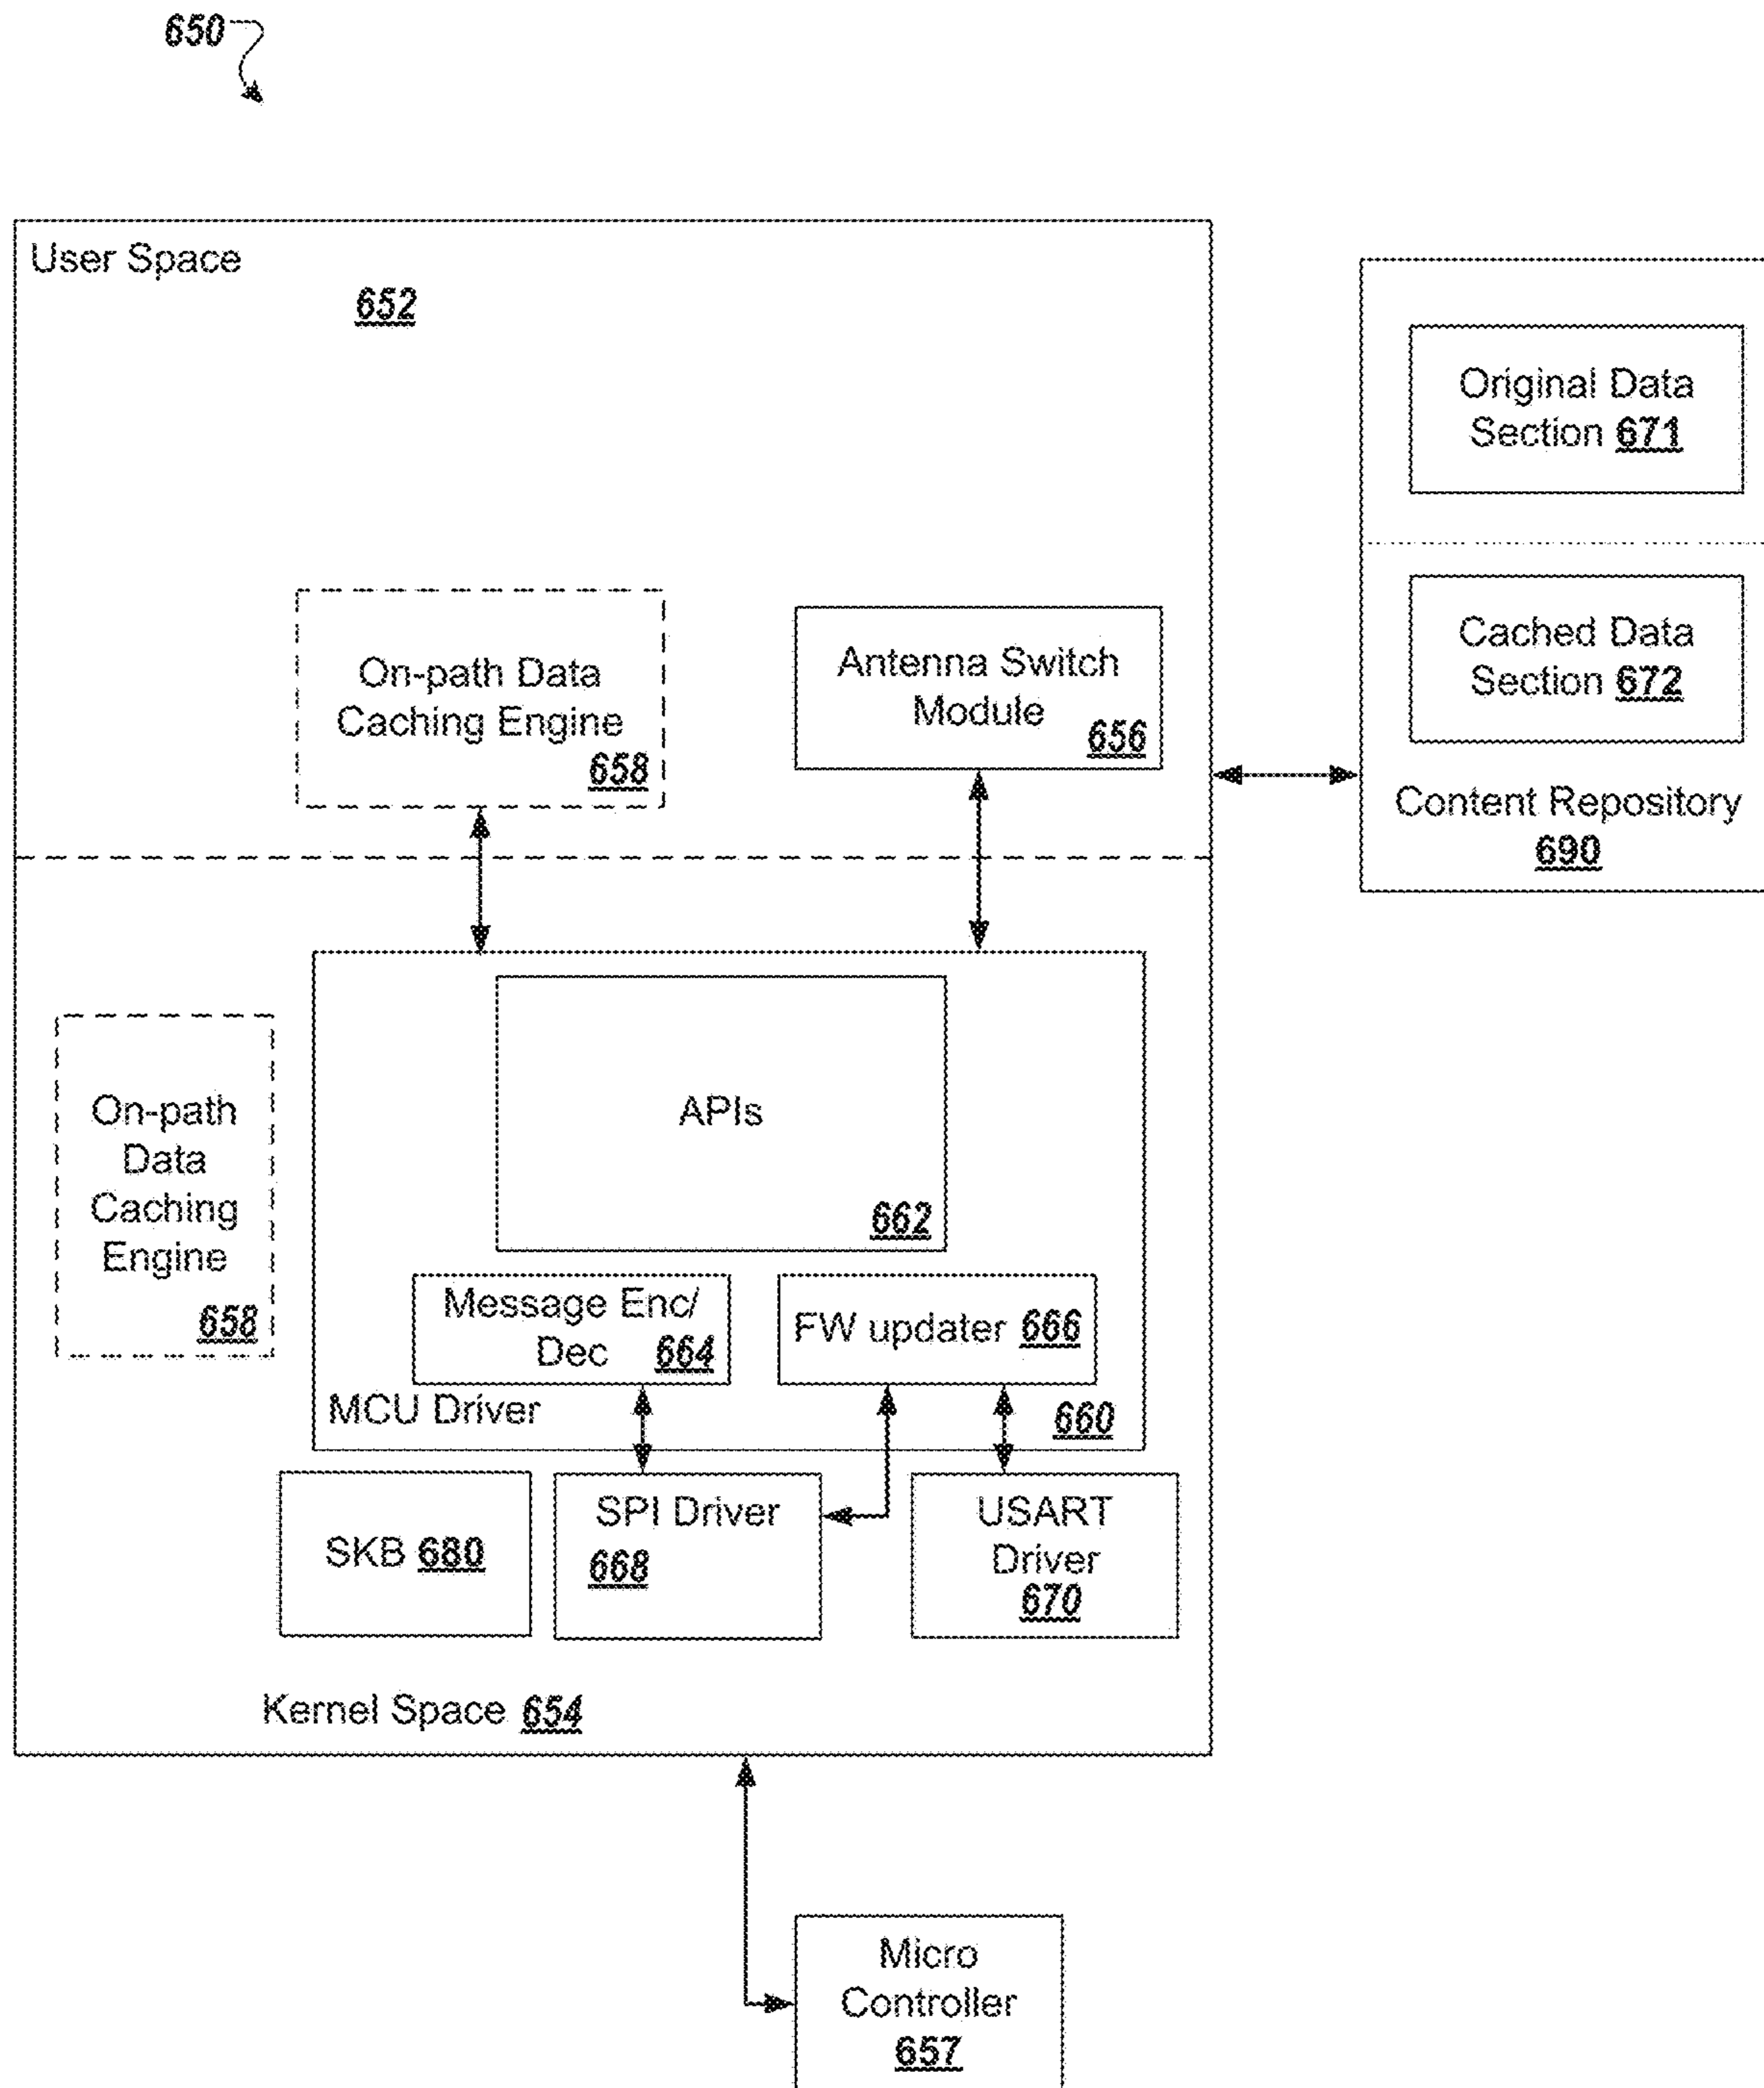 650
User Space
652
Original Data
Section 671
Cached Data
Section 672
Content Repository
690
On-path Data
Caching Engine
658
Antenna Switch
Module
656
APIs
662
On-path
Data
Caching
Engine
658
Message Enc/
Dec 664
FW updater 666
MCU Driver
660
SKB 680
SPI Driver
668
USART
Driver
670
Kernel Space 654
Micro
Controller
657